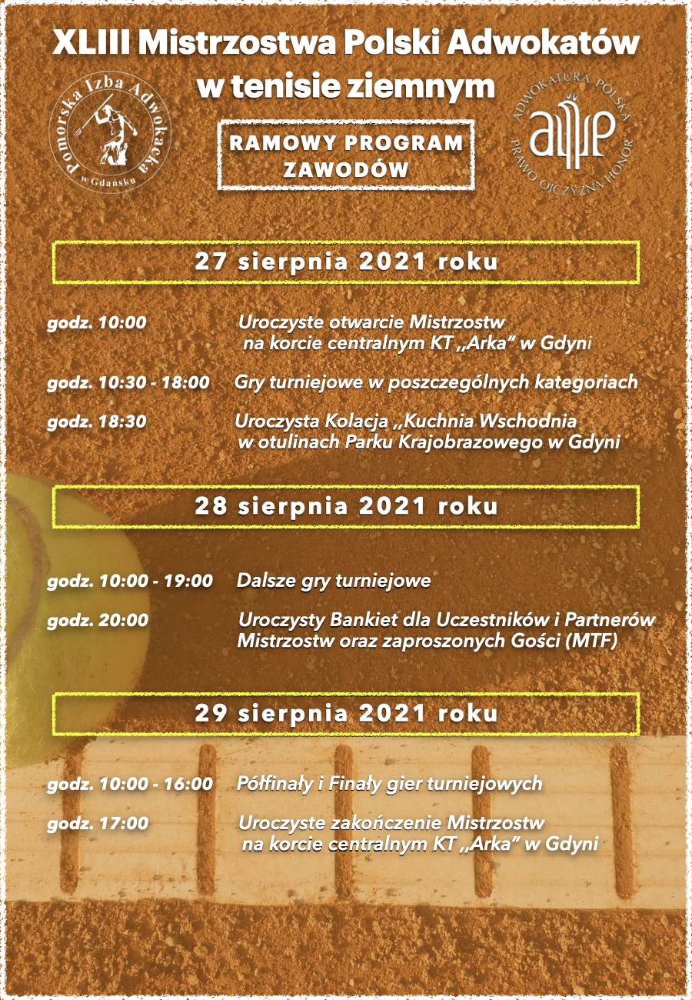 XLIII Mistrzostwa Polski Adwokatów
w tenisie ziemnym
Pomorska Izba Adwokacka
w Gdańsku
ADWOKATURA POLSKA
PRAWO OJCZYZNA HONOR
RAMOWY PROGRAM
ZAWODÓW
27 sierpnia 2021 roku
godz. 10:00 Uroczyste otwarcie Mistrzostw
na korcie centralnym KT ,,Arka” w Gdyni
godz. 10:30 - 18:00 Gry turniejowe w poszczególnych kategoriach
godz. 18:30 Uroczysta Kolacja ,,Kuchnia Wschodnia
w otulinach Parku Krajobrazowego w Gdyni
28 sierpnia 2021 roku
godz. 10:00 - 19:00 Dalsze gry turniejowe
godz. 20:00 Uroczysty Bankiet dla Uczestników i Partnerów
Mistrzostw oraz zaproszonych Gości (MTF)
29 sierpnia 2021 roku
godz. 10:00 - 16:00 Półfinały i Finały gier turniejowych
godz. 17:00 Uroczyste zakończenie Mistrzostw
na korcie centralnym KT ,,Arka” w Gdyni